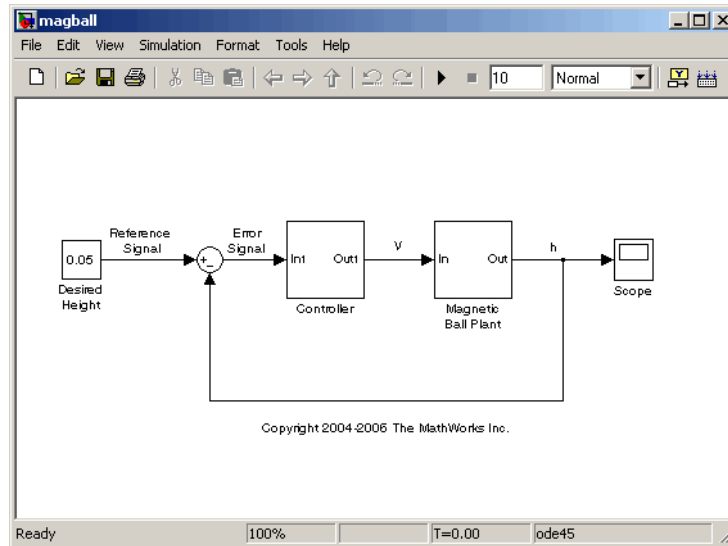 magball
File Edit View Simulation Format Tools Help
10 Normal
Reference
Signal
Error
Signal
0.05
+
-
In1 Out1
V
In Out
h
Desired
Height
Controller
Magnetic
Ball Plant
Scope
Copyright 2004-2006 The MathWorks Inc.
Ready 100% T=0.00 ode45